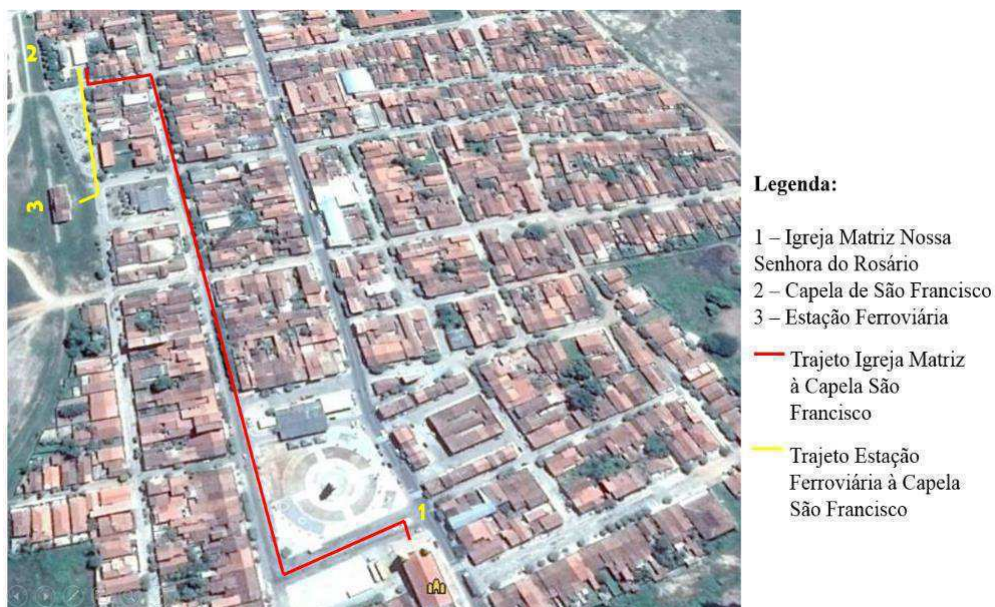 2
3
1
Legenda:
1 – Igreja Matriz Nossa
Senhora do Rosário
2 – Capela de São Francisco
3 – Estação Ferroviária
Trajeto Igreja Matriz
à Capela São
Francisco
Trajeto Estação
Ferroviária à Capela
São Francisco